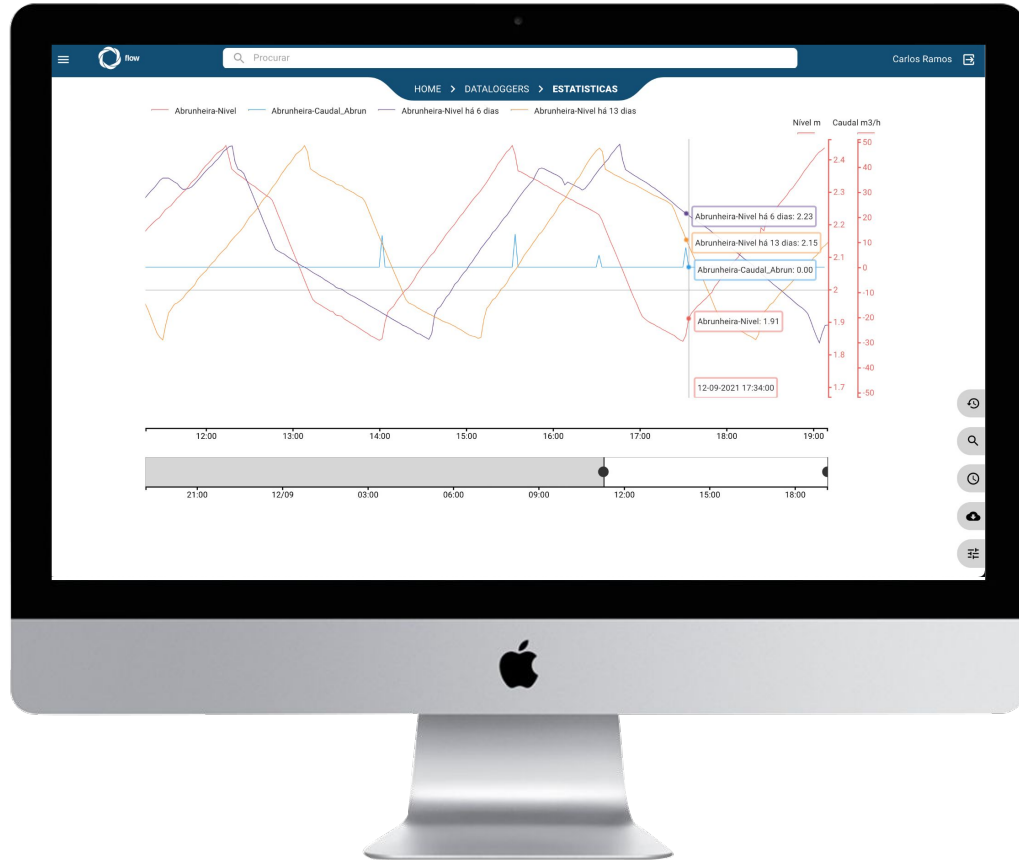 flow
Procurar
Carlos Ramos
HOME > DATALOGGERS > ESTATISTICAS
Abrunheira-Nivel
Abrunheira-Caudal_Abrun
Abrunheira-Nivel há 6 dias
Abrunheira-Nivel há 13 dias
Nível m
Caudal m3/h
2.4
2.3
2.2
2.1
2
1.9
1.8
1.7
50
40
30
20
10
0
-10
-20
-30
-40
-50
Abrunheira-Nivel há 6 dias: 2.23
Abrunheira-Nivel há 13 dias: 2.15
Abrunheira-Caudal_Abrun: 0.00
Abrunheira-Nivel: 1.91
12-09-2021 17:34:00
12:00 13:00 14:00 15:00 16:00 17:00 18:00 19:00
21:00 12/09 03:00 06:00 09:00 12:00 15:00 18:00